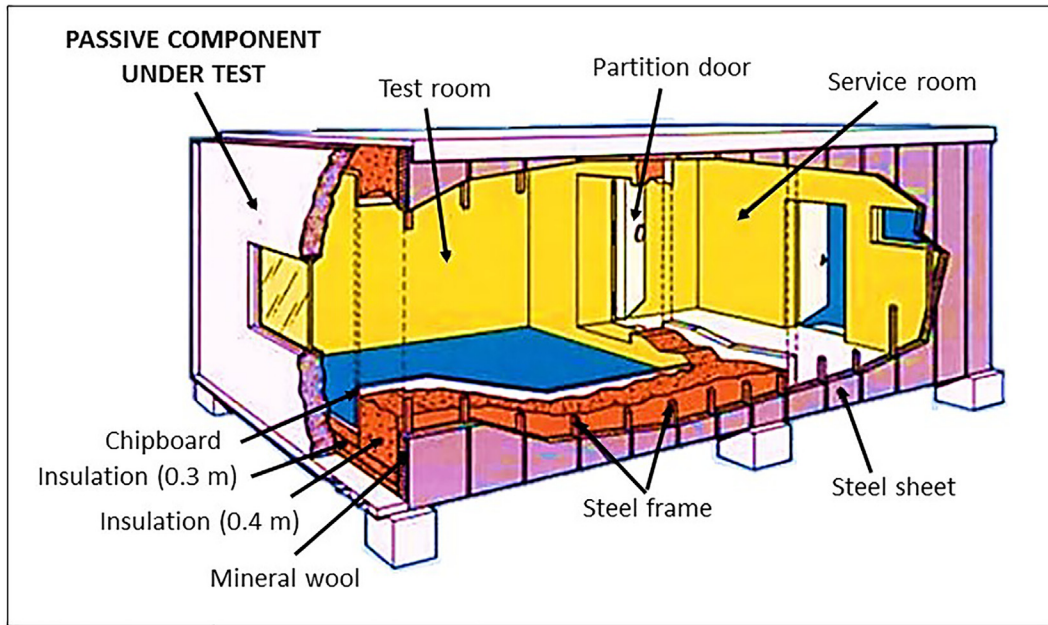 PASSIVE COMPONENT
UNDER TEST
Test room
Partition door
Service room
Chipboard
Insulation (0.3 m)
Insulation (0.4 m)
Mineral wool
Steel frame
Steel sheet